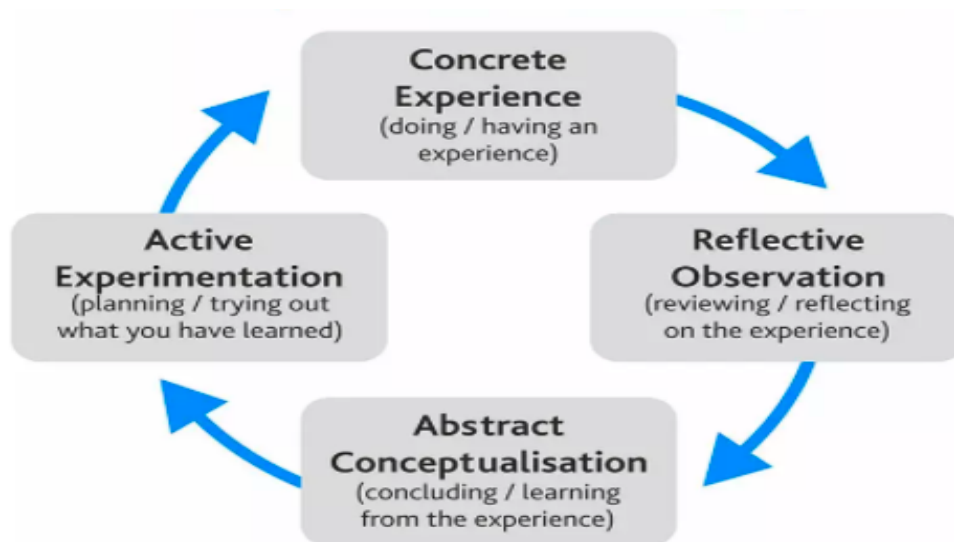 Concrete
Experience
(doing / having an
experience)
Reflective
Observation
(reviewing / reflecting
on the experience)
Abstract
Conceptualisation
(concluding / learning
from the experience)
Active
Experimentation
(planning / trying out
what you have learned)